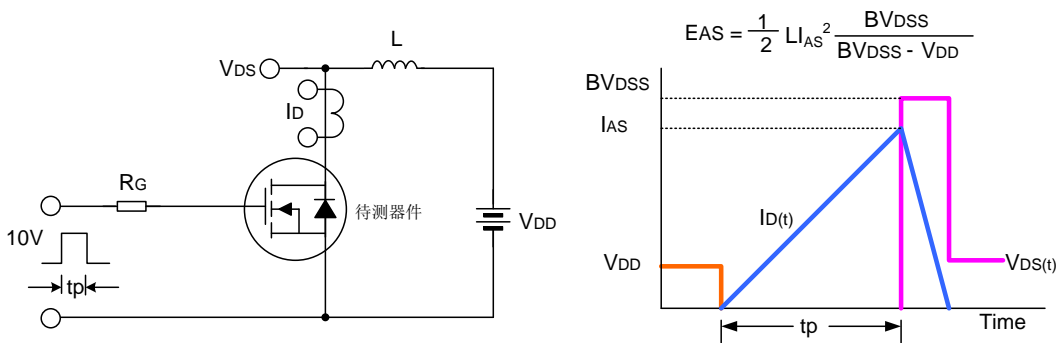 L
VDS
ID
RG
待测器件
10V
tp
VDD
EAS = 1/2 LIAS² BVDSS/(BVDSS - VDD)
BVDSS
IAS
ID(t)
VDD
VDS(t)
tp
Time